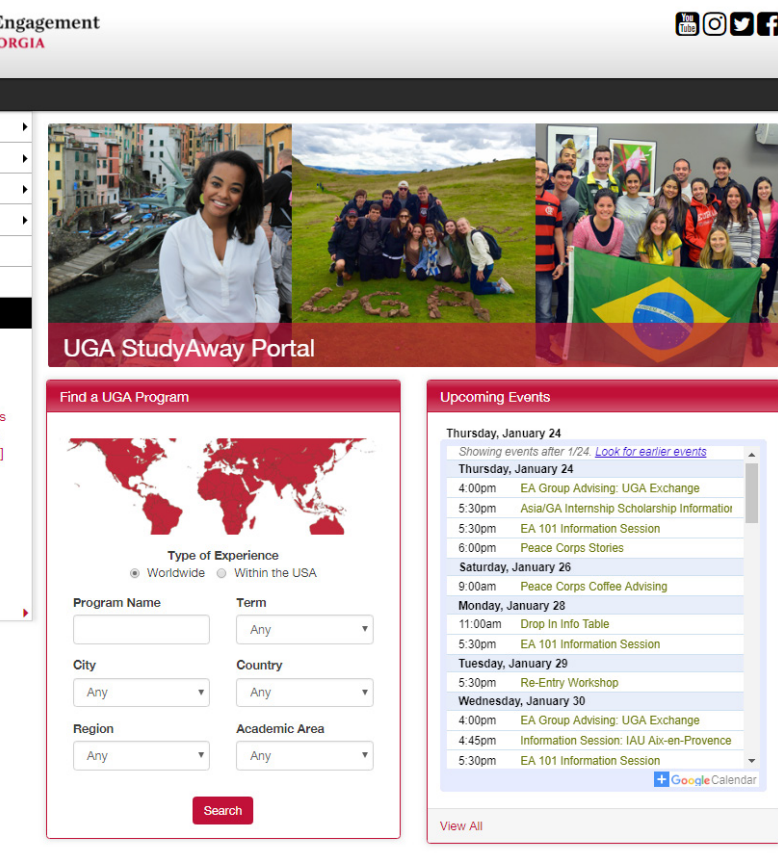 Engagement
ORGIA
You
Tube
s
]
UGA
UGA StudyAway Portal
Find a UGA Program
Type of Experience
Worldwide
Within the USA
Program Name
Term
Any
City
Country
Any
Any
Region
Academic Area
Any
Any
Search
Upcoming Events
Thursday, January 24
Showing events after 1/24. Look for earlier events
Thursday, January 24
4:00pm EA Group Advising: UGA Exchange
5:30pm Asia/GA Internship Scholarship Information
5:30pm EA 101 Information Session
6:00pm Peace Corps Stories
Saturday, January 26
9:00am Peace Corps Coffee Advising
Monday, January 28
11:00am Drop In Info Table
5:30pm EA 101 Information Session
Tuesday, January 29
5:30pm Re-Entry Workshop
Wednesday, January 30
4:00pm EA Group Advising: UGA Exchange
4:45pm Information Session: IAU Aix-en-Provence
5:30pm EA 101 Information Session
+ Google Calendar
View All